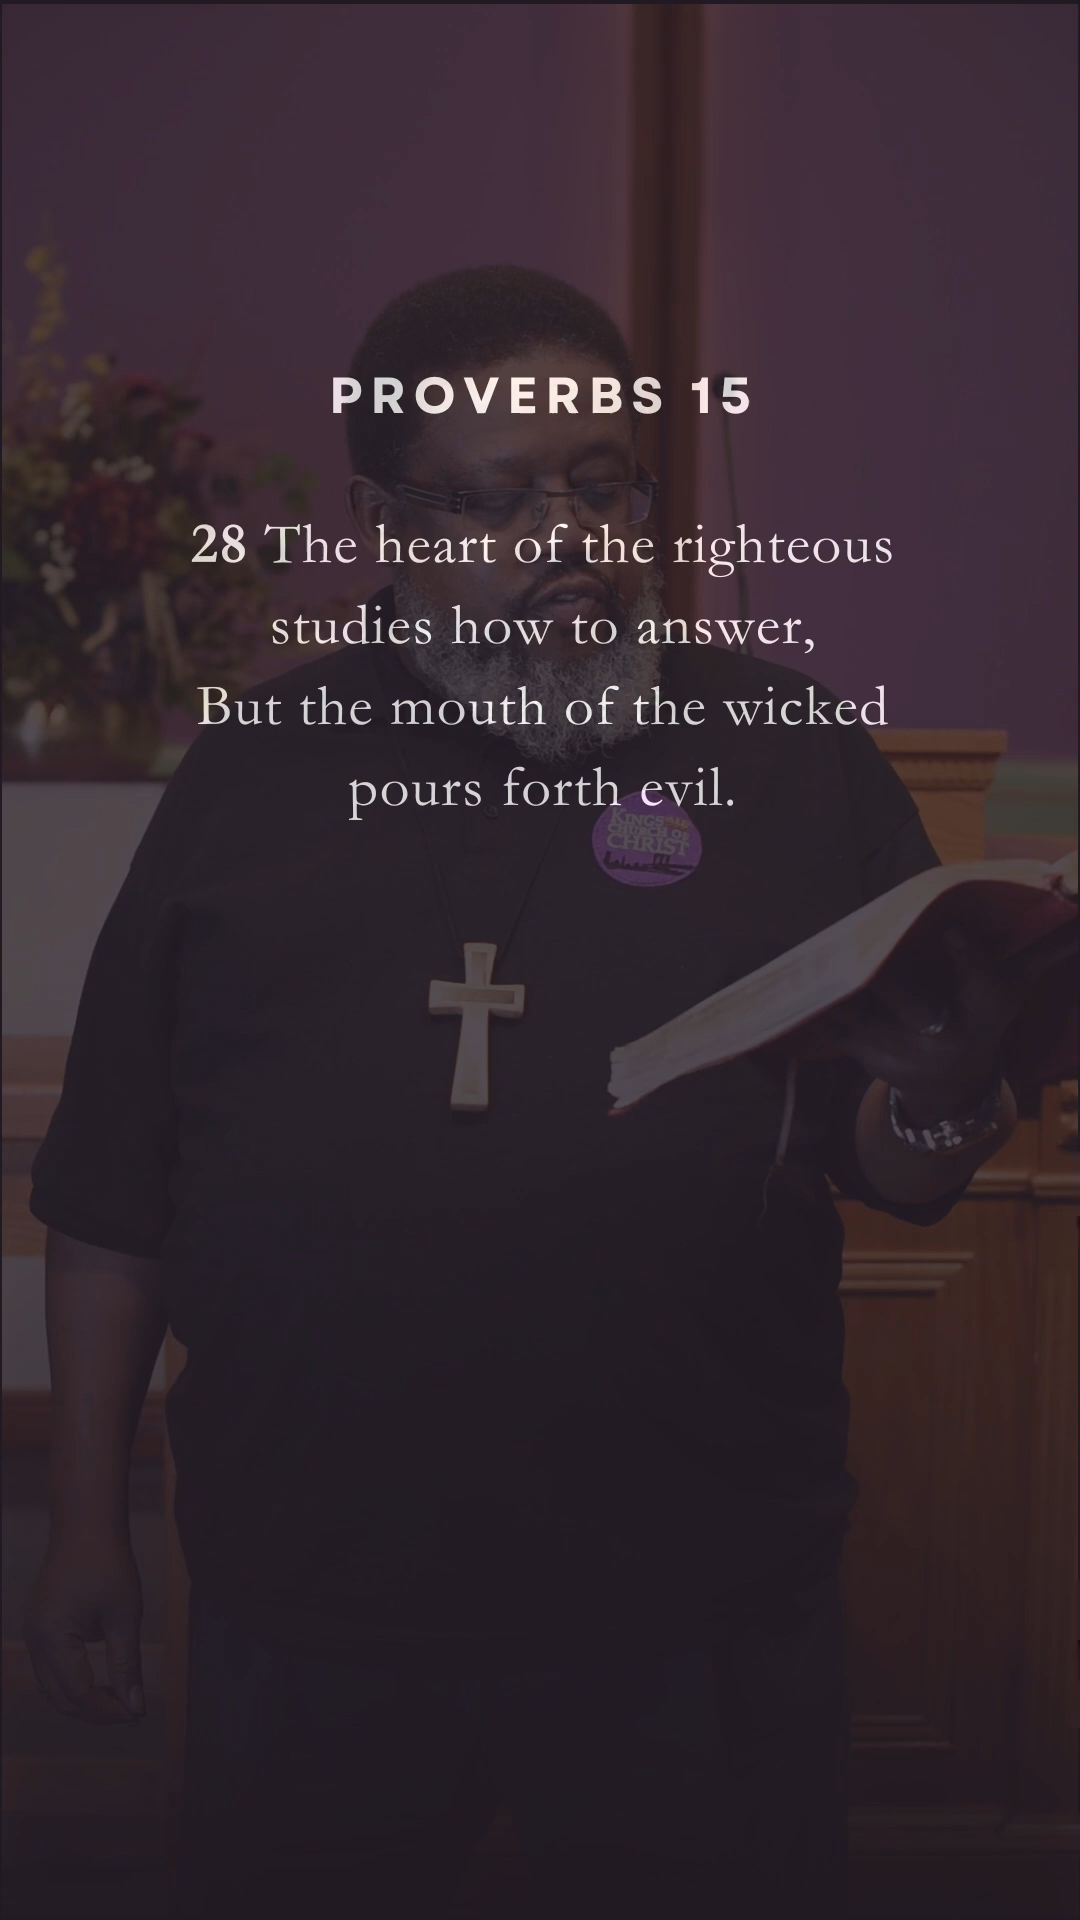 PROVERBS 15
28 The heart of the righteous
studies how to answer,
But the mouth of the wicked
pours forth evil.
KINGS
CHURCH OF
CHRIST